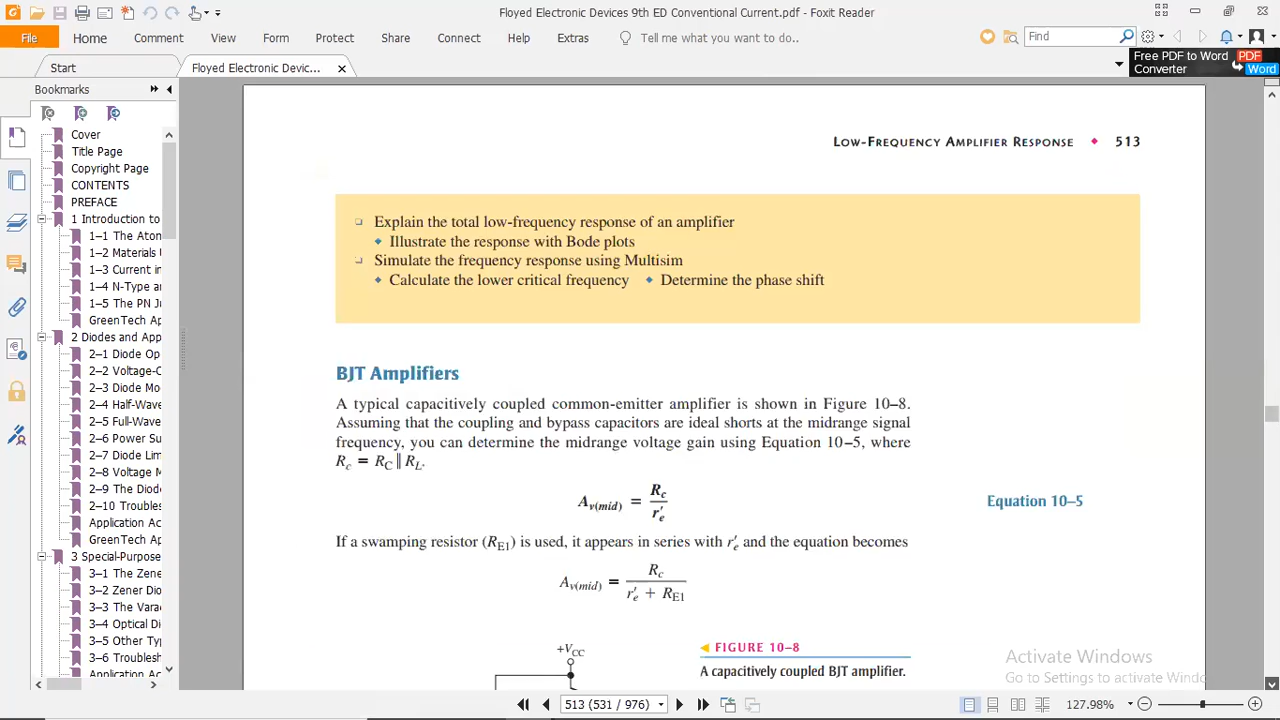 Floyed Electronic Devices 9th ED Conventional Current.pdf - Foxit Reader
File Home Comment View Form Protect Share Connect Help Extras Tell me what you want to do.. Find
Start Floyed Electronic Devic...
Free PDF to Word Converter PDF Word
Bookmarks
Cover
Title Page
Copyright Page
CONTENTS
PREFACE
1 Introduction to
1-1 The Aton
1-2 Materials
1-3 Current in
1-4 N-Type ar
1-5 The PN J
GreenTech Ap
2 Diodes and App
2-1 Diode Op
2-2 Voltage-C
2-3 Diode Mo
2-4 Half-Wave
2-5 Full-Wave
2-6 Power Su
2-7 Diode Lim
2-8 Voltage M
2-9 The Diod
2-10 Troubles
Application Ac
GreenTech Ap
3 Special-Purpose
3-1 The Zene
3-2 Zener Dio
3-3 The Varac
3-4 Optical Di
3-5 Other Typ
3-6 Troublesh
Application Ac
LOW-FREQUENCY AMPLIFIER RESPONSE ◆ 513
❏ Explain the total low-frequency response of an amplifier
◆ Illustrate the response with Bode plots
❏ Simulate the frequency response using Multisim
◆ Calculate the lower critical frequency ◆ Determine the phase shift
BJT Amplifiers
A typical capacitively coupled common-emitter amplifier is shown in Figure 10–8.
Assuming that the coupling and bypass capacitors are ideal shorts at the midrange signal
frequency, you can determine the midrange voltage gain using Equation 10–5, where
Rc = RC ∥ RL.
Av(mid) = Rc / r′e
Equation 10–5
If a swamping resistor (RE1) is used, it appears in series with r′e and the equation becomes
Av(mid) = Rc / (r′e + RE1)
+VCC
◀ FIGURE 10–8
A capacitively coupled BJT amplifier.
Activate Windows
Go to Settings to activate Windows
513 (531 / 976)
127.98%